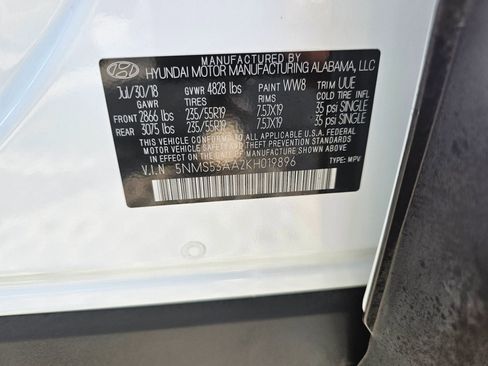 MANUFACTURED BY
HYUNDAI MOTOR MANUFACTURING ALABAMA, LLC
Jul/30/18 GVWR 4828 lbs PAINT WW8 TRIM UUE
GAWR TIRES RIMS COLD TIRE INFL
FRONT 2866 lbs 235/55R19 7.5JX19 35 psi SINGLE
REAR 3075 lbs 235/55R19 7.5JX19 35 psi SINGLE
THIS VEHICLE CONFORMS TO ALL APPLICABLE U.S.A FEDERAL
MOTOR VEHICLE SAFETY AND THEFT PREVENTION STANDARDS
IN EFFECT ON THE DATE OF MANUFACTURE SHOWN ABOVE.
V.I.N 5NMS53AA2KH019896 TYPE: MPV